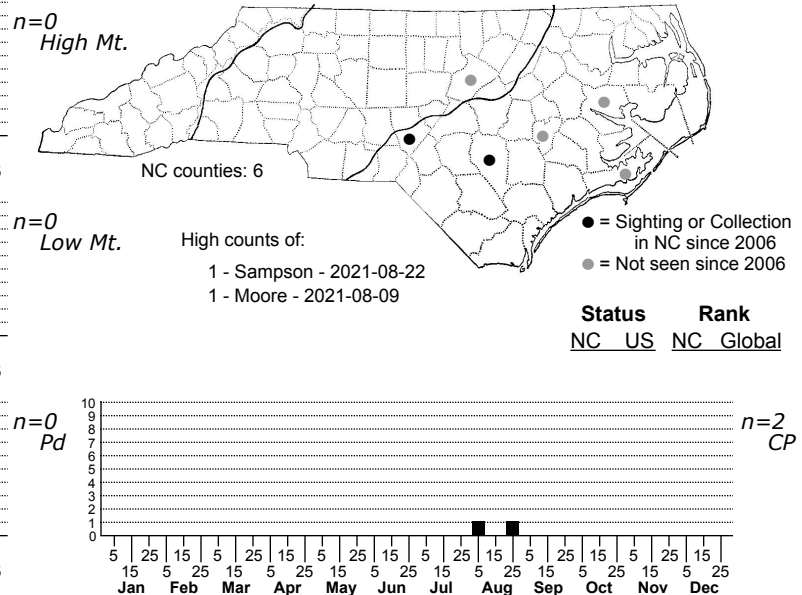 n=0
High Mt.
NC counties: 6
n=0
Low Mt.
High counts of:
1 - Sampson - 2021-08-22
1 - Moore - 2021-08-09
= Sighting or Collection
in NC since 2006
= Not seen since 2006
Status Rank
NC US NC Global
n=0
Pd
n=2
CP
10
9
8
7
6
5
4
3
2
1
0
5 25 15 5 25 15 5 25 15 5 25 15 5 25 15 5 25 15
15 5 25 15 5 25 15 5 25 15 5 25 15 5 25 15 5 25
Jan Feb Mar Apr May Jun Jul Aug Sep Oct Nov Dec